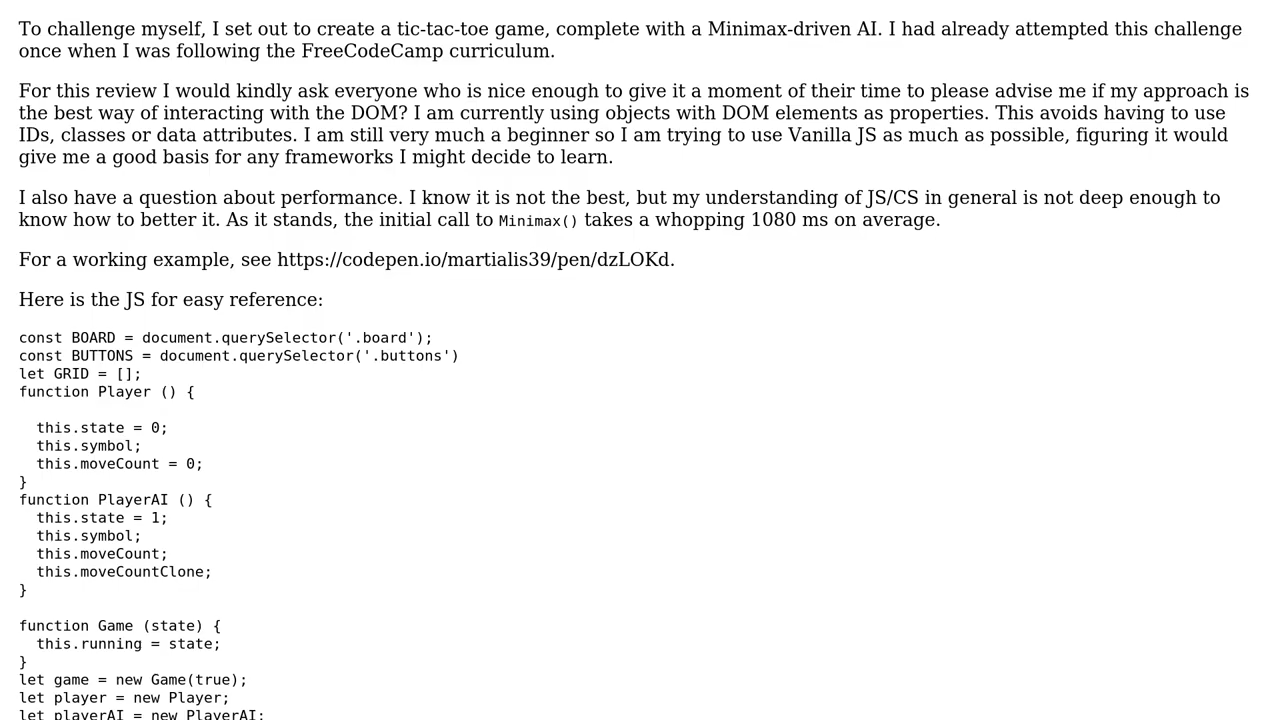 To challenge myself, I set out to create a tic-tac-toe game, complete with a Minimax-driven AI. I had already attempted this challenge
once when I was following the FreeCodeCamp curriculum.
For this review I would kindly ask everyone who is nice enough to give it a moment of their time to please advise me if my approach is
the best way of interacting with the DOM? I am currently using objects with DOM elements as properties. This avoids having to use
IDs, classes or data attributes. I am still very much a beginner so I am trying to use Vanilla JS as much as possible, figuring it would
give me a good basis for any frameworks I might decide to learn.
I also have a question about performance. I know it is not the best, but my understanding of JS/CS in general is not deep enough to
know how to better it. As it stands, the initial call to Minimax() takes a whopping 1080 ms on average.
For a working example, see https://codepen.io/martialis39/pen/dzLOKd.
Here is the JS for easy reference:
const BOARD = document.querySelector('.board');
const BUTTONS = document.querySelector('.buttons')
let GRID = [];
function Player () {
  this.state = 0;
  this.symbol;
  this.moveCount = 0;
}
function PlayerAI () {
  this.state = 1;
  this.symbol;
  this.moveCount;
  this.moveCountClone;
}
function Game (state) {
  this.running = state;
}
let game = new Game(true);
let player = new Player;
let playerAI = new PlayerAI;